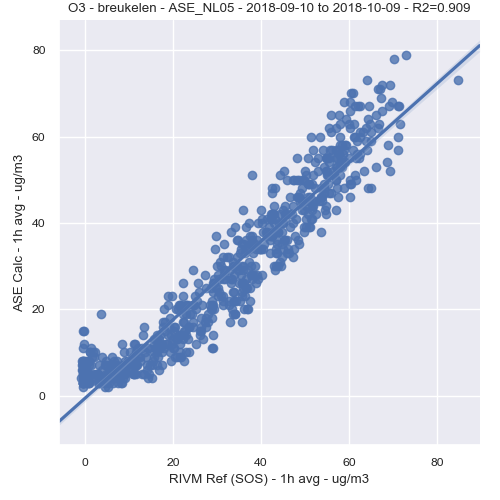 O3 - breukelen - ASE_NL05 - 2018-09-10 to 2018-10-09 - R2=0.909
80
60
40
20
0
ASE Calc - 1h avg - ug/m3
0 20 40 60 80
RIVM Ref (SOS) - 1h avg - ug/m3